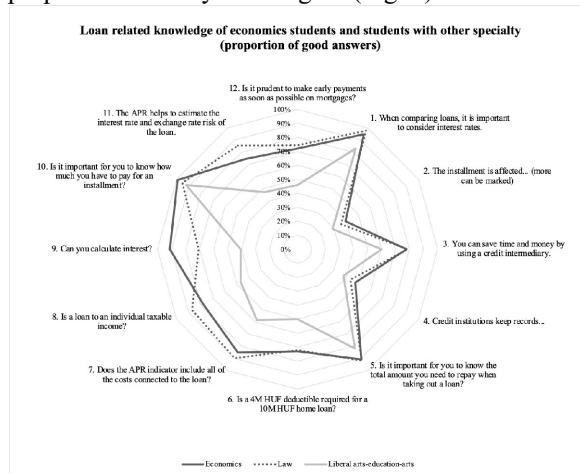 Loan related knowledge of economics students and students with other specialty
(proportion of good answers)
12. Is it prudent to make early payments
as soon as possible on mortgages?
100%
90%
80%
70%
60%
50%
40%
30%
20%
10%
0%
1. When comparing loans, it is important
to consider interest rates.
2. The installment is affected... (more
can be marked)
3. You can save time and money by
using a credit intermediary.
4. Credit institutions keep records...
5. Is it important for you to know the
total amount you need to repay when
taking out a loan?
6. Is a 4M HUF deductible required for a
10M HUF home loan?
7. Does the APR indicator include all of
the costs connected to the loan?
8. Is a loan to an individual taxable
income?
9. Can you calculate interest?
10. Is it important for you to know how
much you have to pay for an
installment?
11. The APR helps to estimate the
interest rate and exchange rate risk of
the loan.
Economics
Law
Liberal arts-education-arts